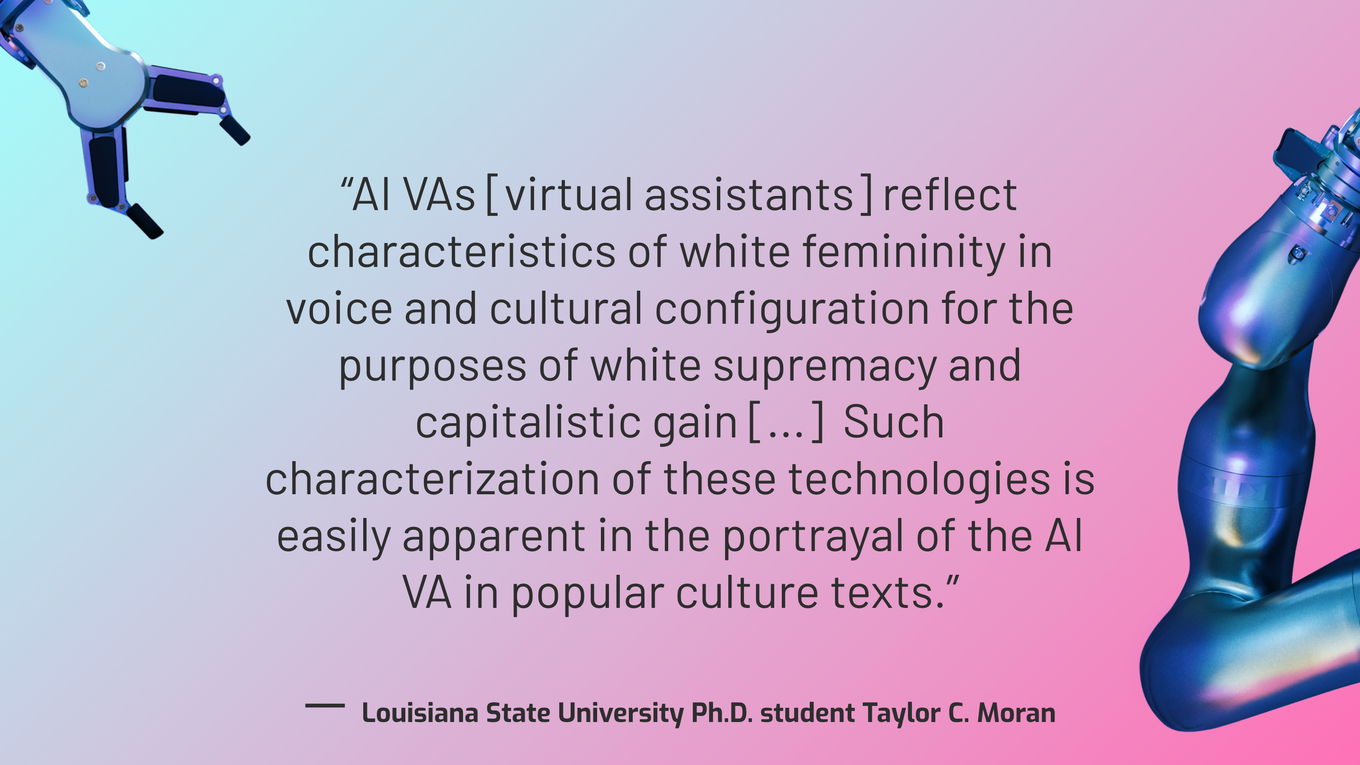 “AI VAs [virtual assistants] reflect
characteristics of white femininity in
voice and cultural configuration for the
purposes of white supremacy and
capitalistic gain [...]  Such
characterization of these technologies is
easily apparent in the portrayal of the AI
VA in popular culture texts.”
— Louisiana State University Ph.D. student Taylor C. Moran